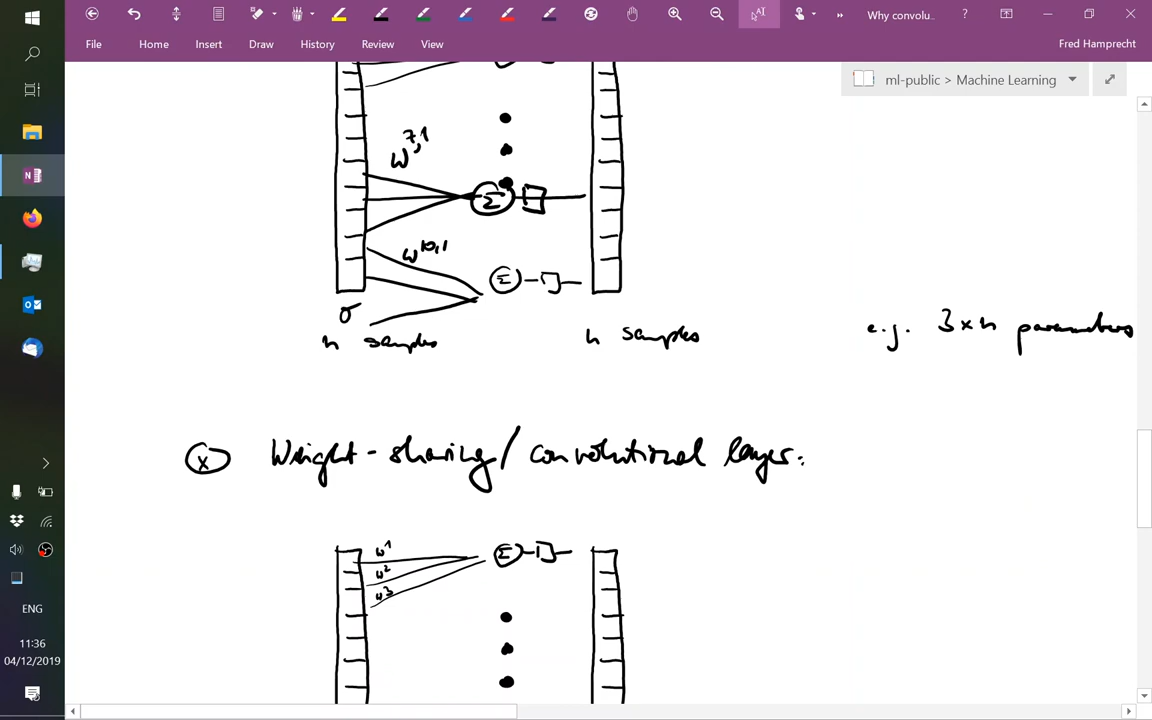 Why convolu...
?
File
Home
Insert
Draw
History
Review
View
Fred Hamprecht
ml-public > Machine Learning
w^7,1
Σ
w^10,1
Σ
n samples
n samples
e.g. 3×n parameters
x Weight-sharing/convolutional layer:
w^1
w^2
w^3
Σ
ENG
11:36
04/12/2019